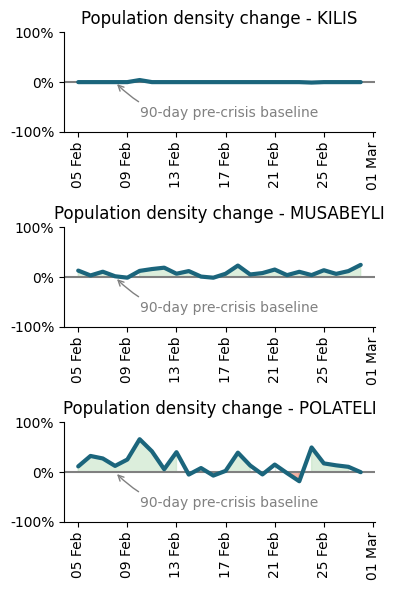 Population density change - KILIS
100%
0%
-100%
90-day pre-crisis baseline
05 Feb
09 Feb
13 Feb
17 Feb
21 Feb
25 Feb
01 Mar
Population density change - MUSABEYLI
100%
0%
-100%
90-day pre-crisis baseline
05 Feb
09 Feb
13 Feb
17 Feb
21 Feb
25 Feb
01 Mar
Population density change - POLATELI
100%
0%
-100%
90-day pre-crisis baseline
05 Feb
09 Feb
13 Feb
17 Feb
21 Feb
25 Feb
01 Mar